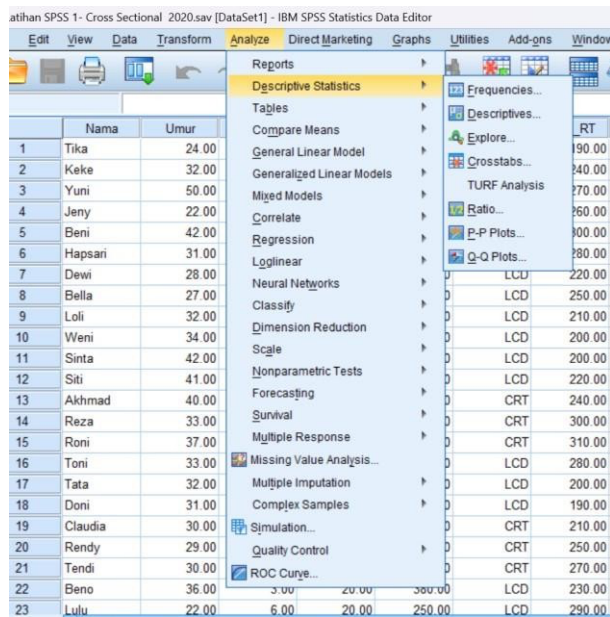 atihan SPSS 1- Cross Sectional 2020.sav [DataSet1] - IBM SPSS Statistics Data Editor
Edit View Data Transform Analyze Direct Marketing Graphs Utilities Add-ons Window
Reports
Descriptive Statistics
Tables
Compare Means
General Linear Model
Generalized Linear Models
Mixed Models
Correlate
Regression
Loglinear
Neural Networks
Classify
Dimension Reduction
Scale
Nonparametric Tests
Forecasting
Survival
Multiple Response
Missing Value Analysis...
Multiple Imputation
Complex Samples
Simulation...
Quality Control
ROC Curve...
Frequencies...
Descriptives...
Explore...
Crosstabs...
TURF Analysis
Ratio...
P-P Plots...
Q-Q Plots...
Nama Umur _RT
1 Tika 24.00 190.00
2 Keke 32.00 240.00
3 Yuni 50.00 270.00
4 Jeny 22.00 260.00
5 Beni 42.00 300.00
6 Hapsari 31.00 280.00
7 Dewi 28.00 LCD 220.00
8 Bella 27.00 LCD 250.00
9 Loli 32.00 LCD 210.00
10 Weni 34.00 LCD 200.00
11 Sinta 42.00 LCD 200.00
12 Siti 41.00 LCD 220.00
13 Akhmad 40.00 CRT 240.00
14 Reza 33.00 CRT 300.00
15 Roni 37.00 CRT 310.00
16 Toni 33.00 LCD 280.00
17 Tata 32.00 LCD 200.00
18 Doni 31.00 LCD 190.00
19 Claudia 30.00 CRT 210.00
20 Rendy 29.00 CRT 250.00
21 Tendi 30.00 CRT 270.00
22 Beno 36.00 3.00 20.00 380.00 LCD 230.00
23 Lulu 22.00 6.00 20.00 250.00 LCD 290.00